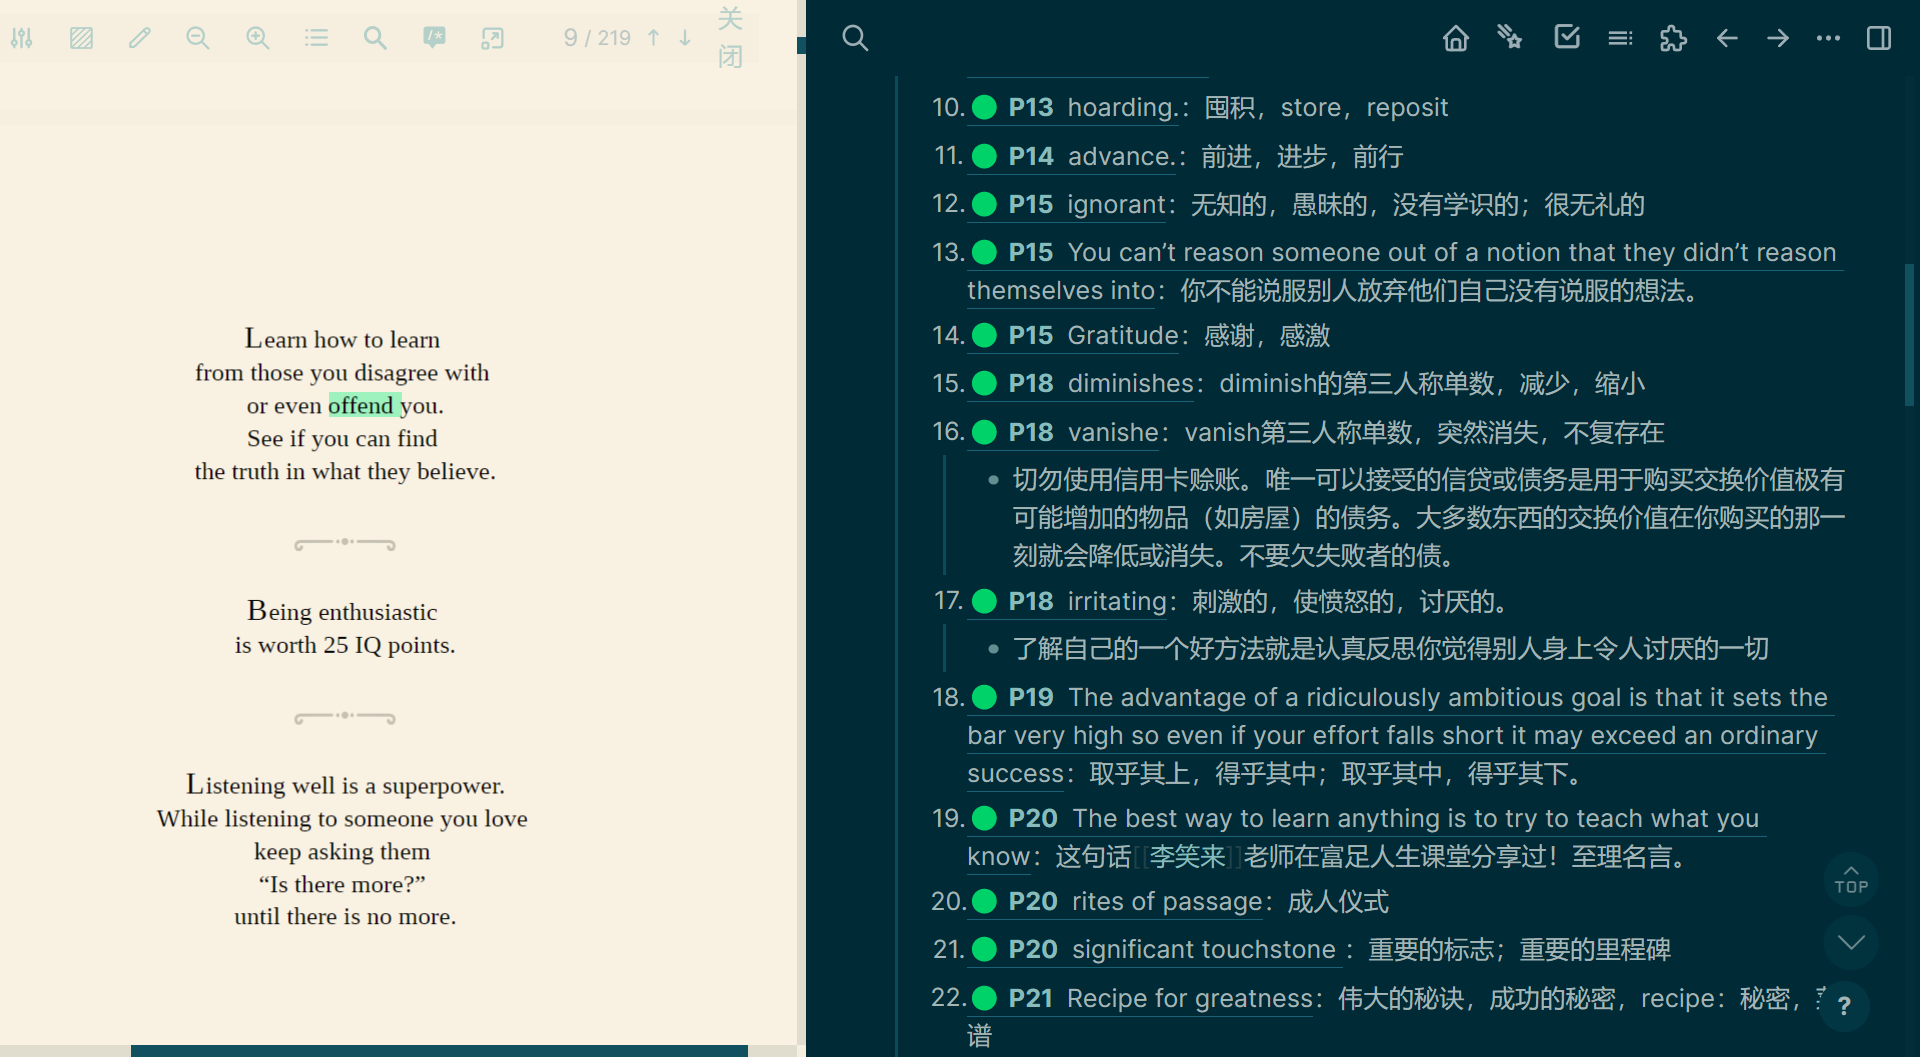 9 / 219
关
闭
Learn how to learn
from those you disagree with
or even offend you.
See if you can find
the truth in what they believe.
Being enthusiastic
is worth 25 IQ points.
Listening well is a superpower.
While listening to someone you love
keep asking them
“Is there more?”
until there is no more.
10. P13 hoarding.：囤积，store，reposit
11. P14 advance.：前进，进步，前行
12. P15 ignorant：无知的，愚昧的，没有学识的；很无礼的
13. P15 You can’t reason someone out of a notion that they didn’t reason
themselves into：你不能说服别人放弃他们自己没有说服的想法。
14. P15 Gratitude：感谢，感激
15. P18 diminishes：diminish的第三人称单数，减少，缩小
16. P18 vanishe：vanish第三人称单数，突然消失，不复存在
切勿使用信用卡赊账。唯一可以接受的信贷或债务是用于购买交换价值极有
可能增加的物品（如房屋）的债务。大多数东西的交换价值在你购买的那一
刻就会降低或消失。不要欠失败者的债。
17. P18 irritating：刺激的，使愤怒的，讨厌的。
了解自己的一个好方法就是认真反思你觉得别人身上令人讨厌的一切
18. P19 The advantage of a ridiculously ambitious goal is that it sets the
bar very high so even if your effort falls short it may exceed an ordinary
success：取乎其上，得乎其中；取乎其中，得乎其下。
19. P20 The best way to learn anything is to try to teach what you
know：这句话[[李笑来]]老师在富足人生课堂分享过！至理名言。
20. P20 rites of passage：成人仪式
21. P20 significant touchstone ：重要的标志；重要的里程碑
22. P21 Recipe for greatness：伟大的秘诀，成功的秘密，recipe：秘密，
谱
TOP
?